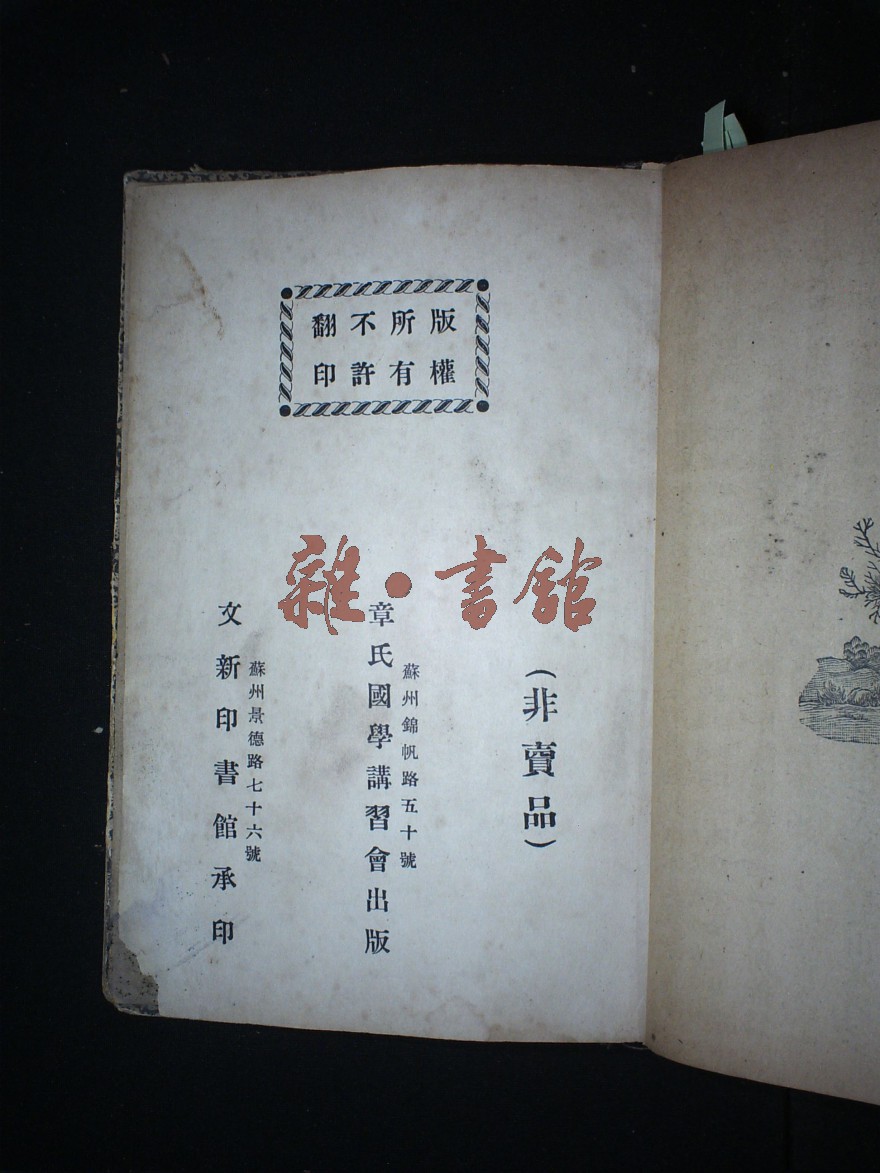 版權
所有
不許
翻印
雜·書館
(非賣品)
蘇州錦帆路五十號
章氏國學講習會出版
蘇州景德路七十六號
文新印書館承印